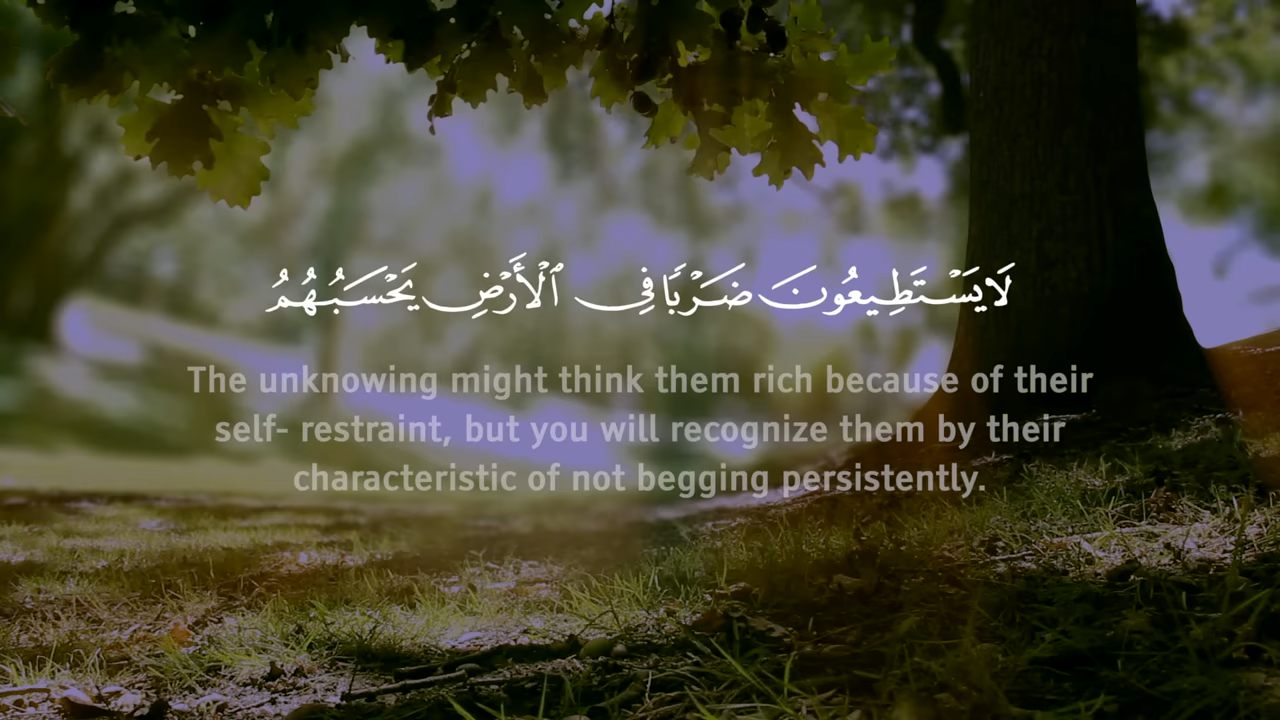 لَا يَسْتَطِيعُونَ ضَرْبًا فِى ٱلْأَرْضِ يَحْسَبُهُمُ
The unknowing might think them rich because of their
self- restraint, but you will recognize them by their
characteristic of not begging persistently.